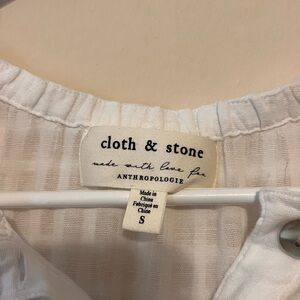 cloth & stone
made with love for
ANTHROPOLOGIE
Made in
China
Fabriqué en
Chine
S